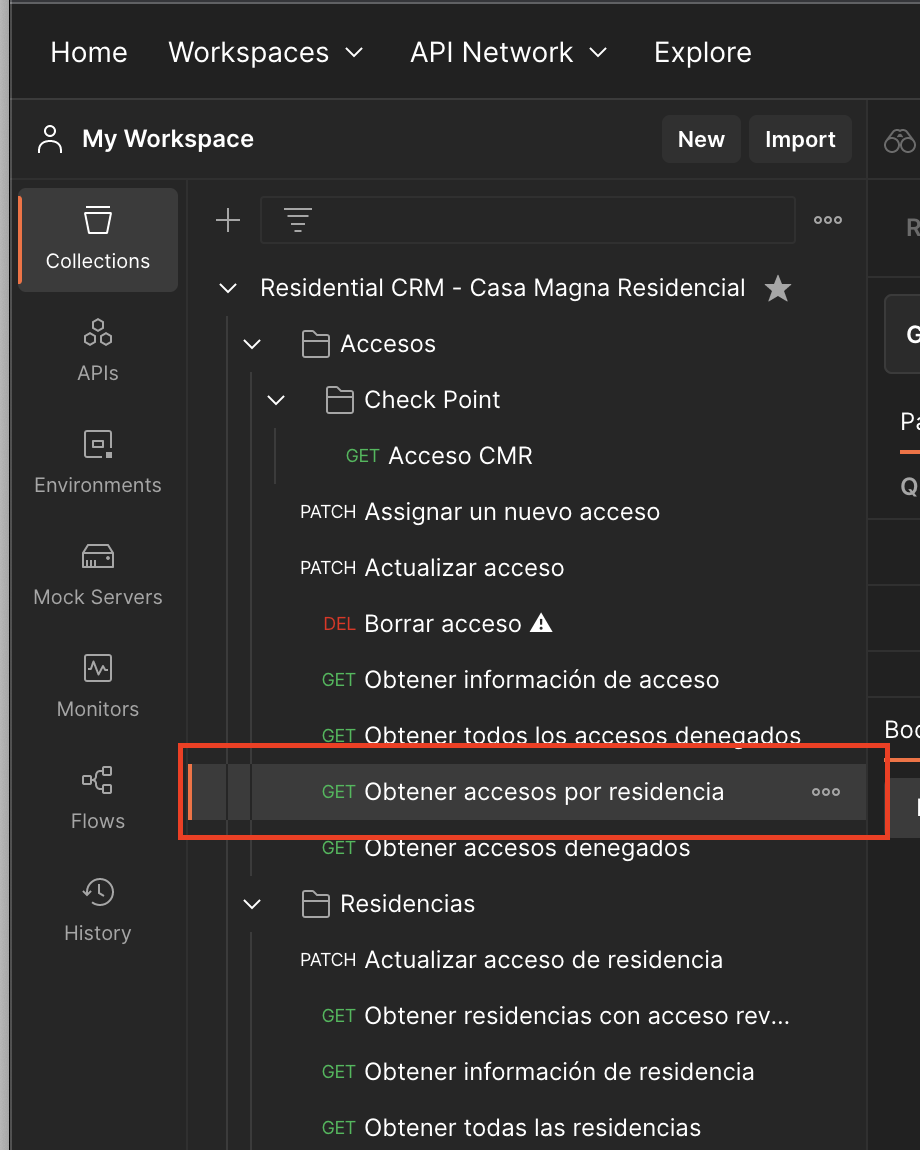 Home Workspaces API Network Explore
My Workspace New Import
Collections
APIs
Environments
Mock Servers
Monitors
Flows
History
Residential CRM - Casa Magna Residencial
Accesos
Check Point
GET Acceso CMR
PATCH Assignar un nuevo acceso
PATCH Actualizar acceso
DEL Borrar acceso
GET Obtener información de acceso
GET Obtener todos los accesos denegados
GET Obtener accesos por residencia
GET Obtener accesos denegados
Residencias
PATCH Actualizar acceso de residencia
GET Obtener residencias con acceso rev...
GET Obtener información de residencia
GET Obtener todas las residencias